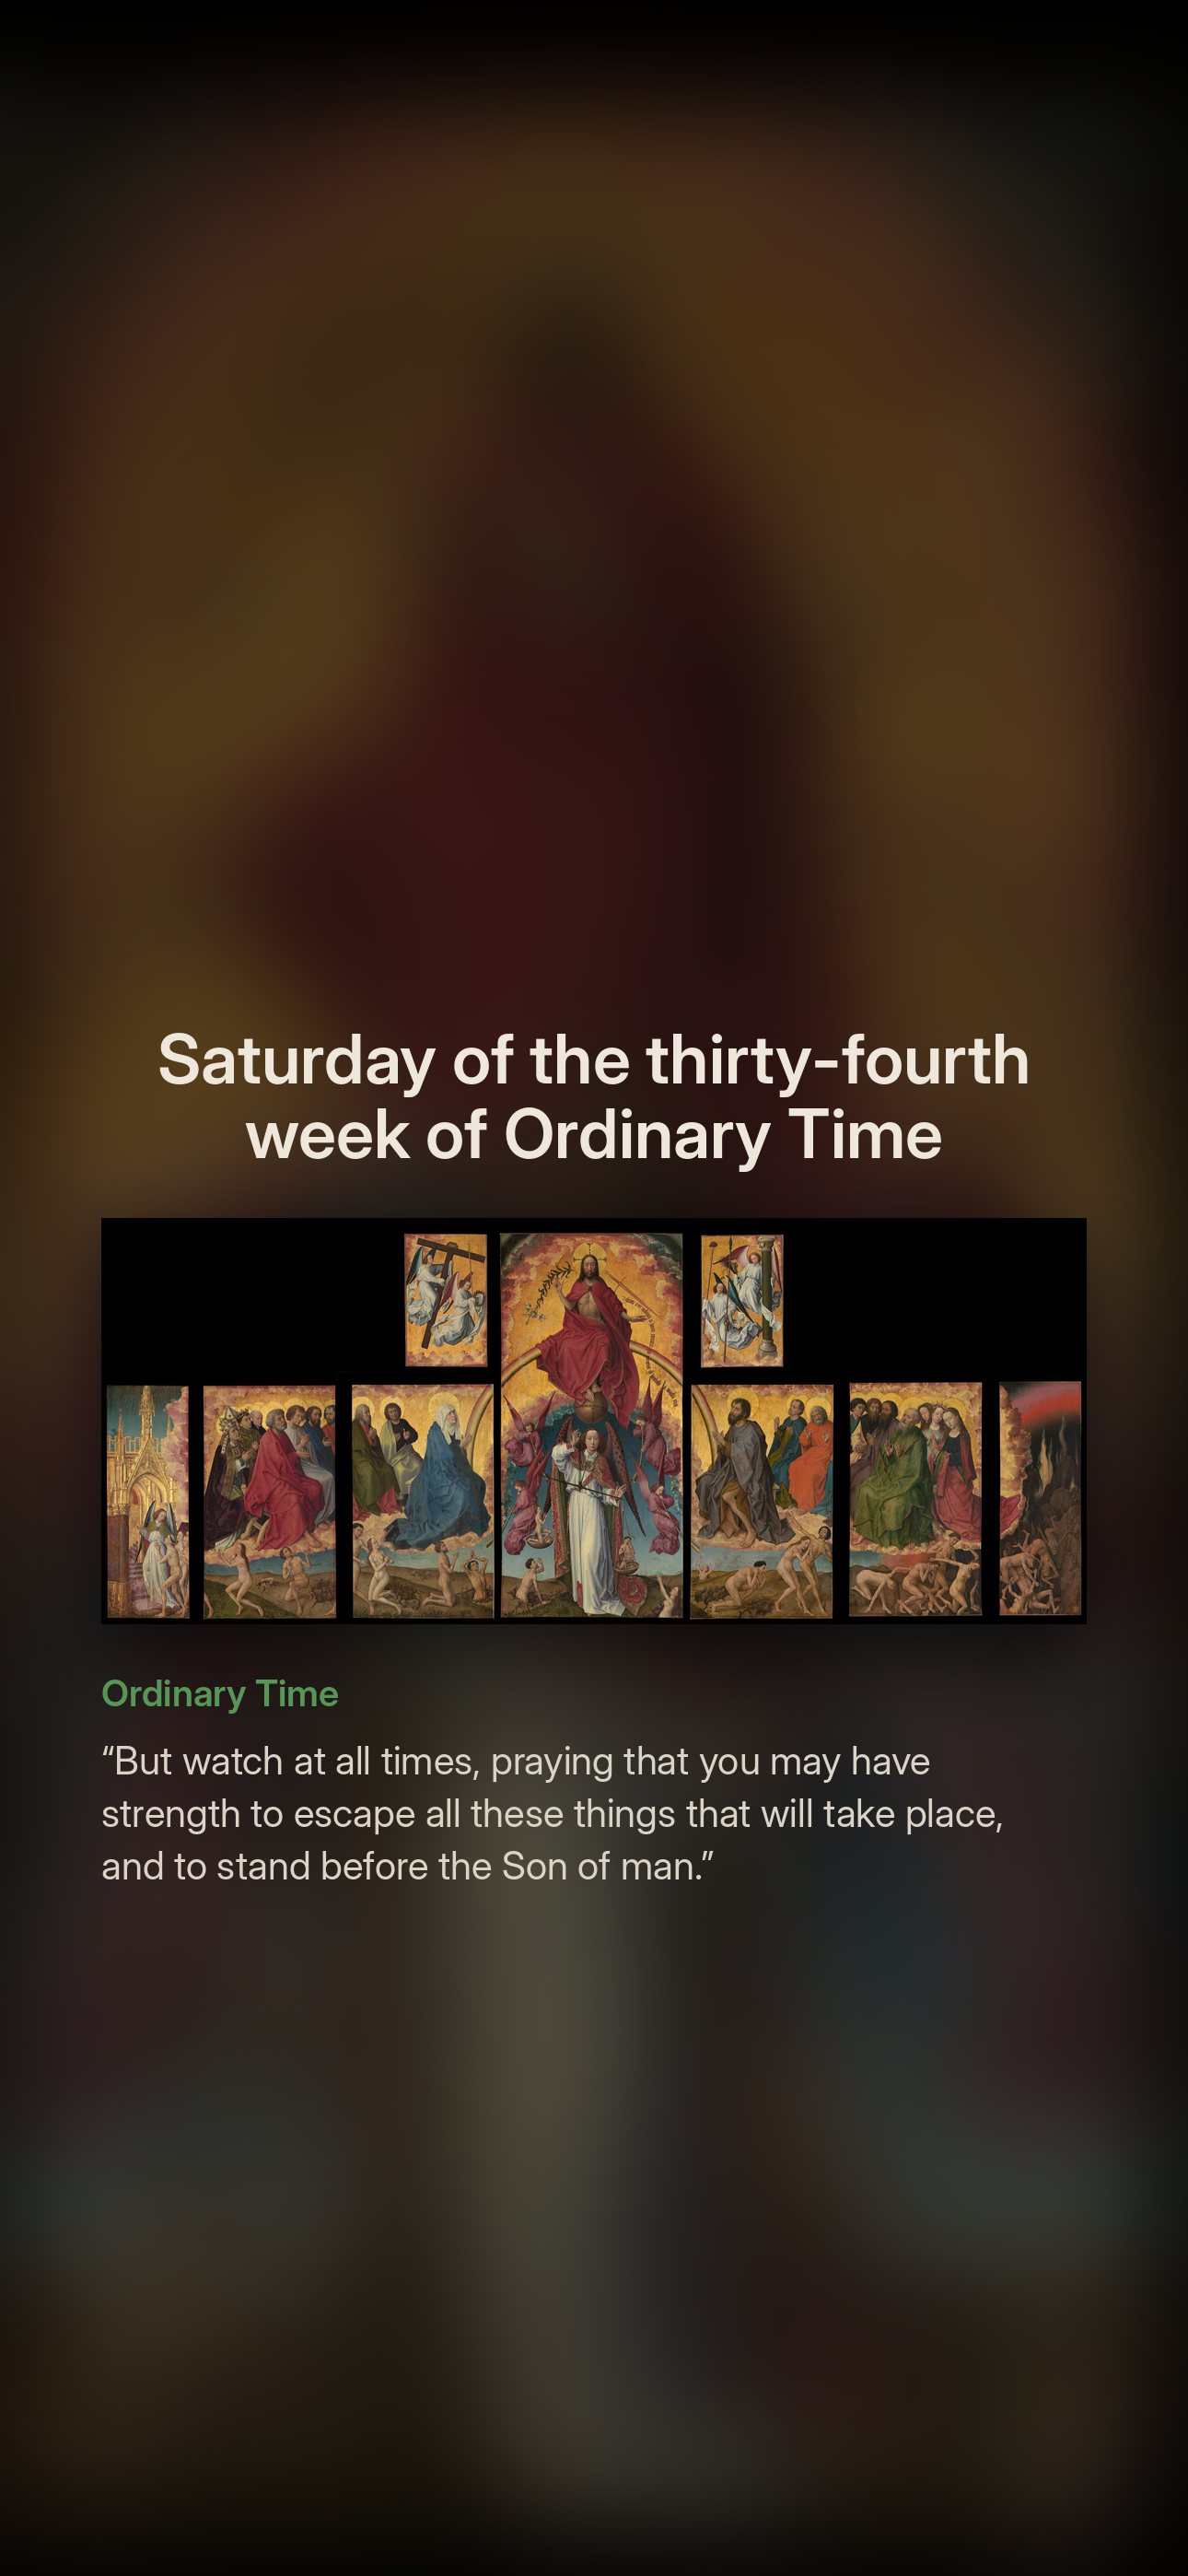 Saturday of the thirty-fourth
week of Ordinary Time
Ordinary Time
“But watch at all times, praying that you may have
strength to escape all these things that will take place,
and to stand before the Son of man.”